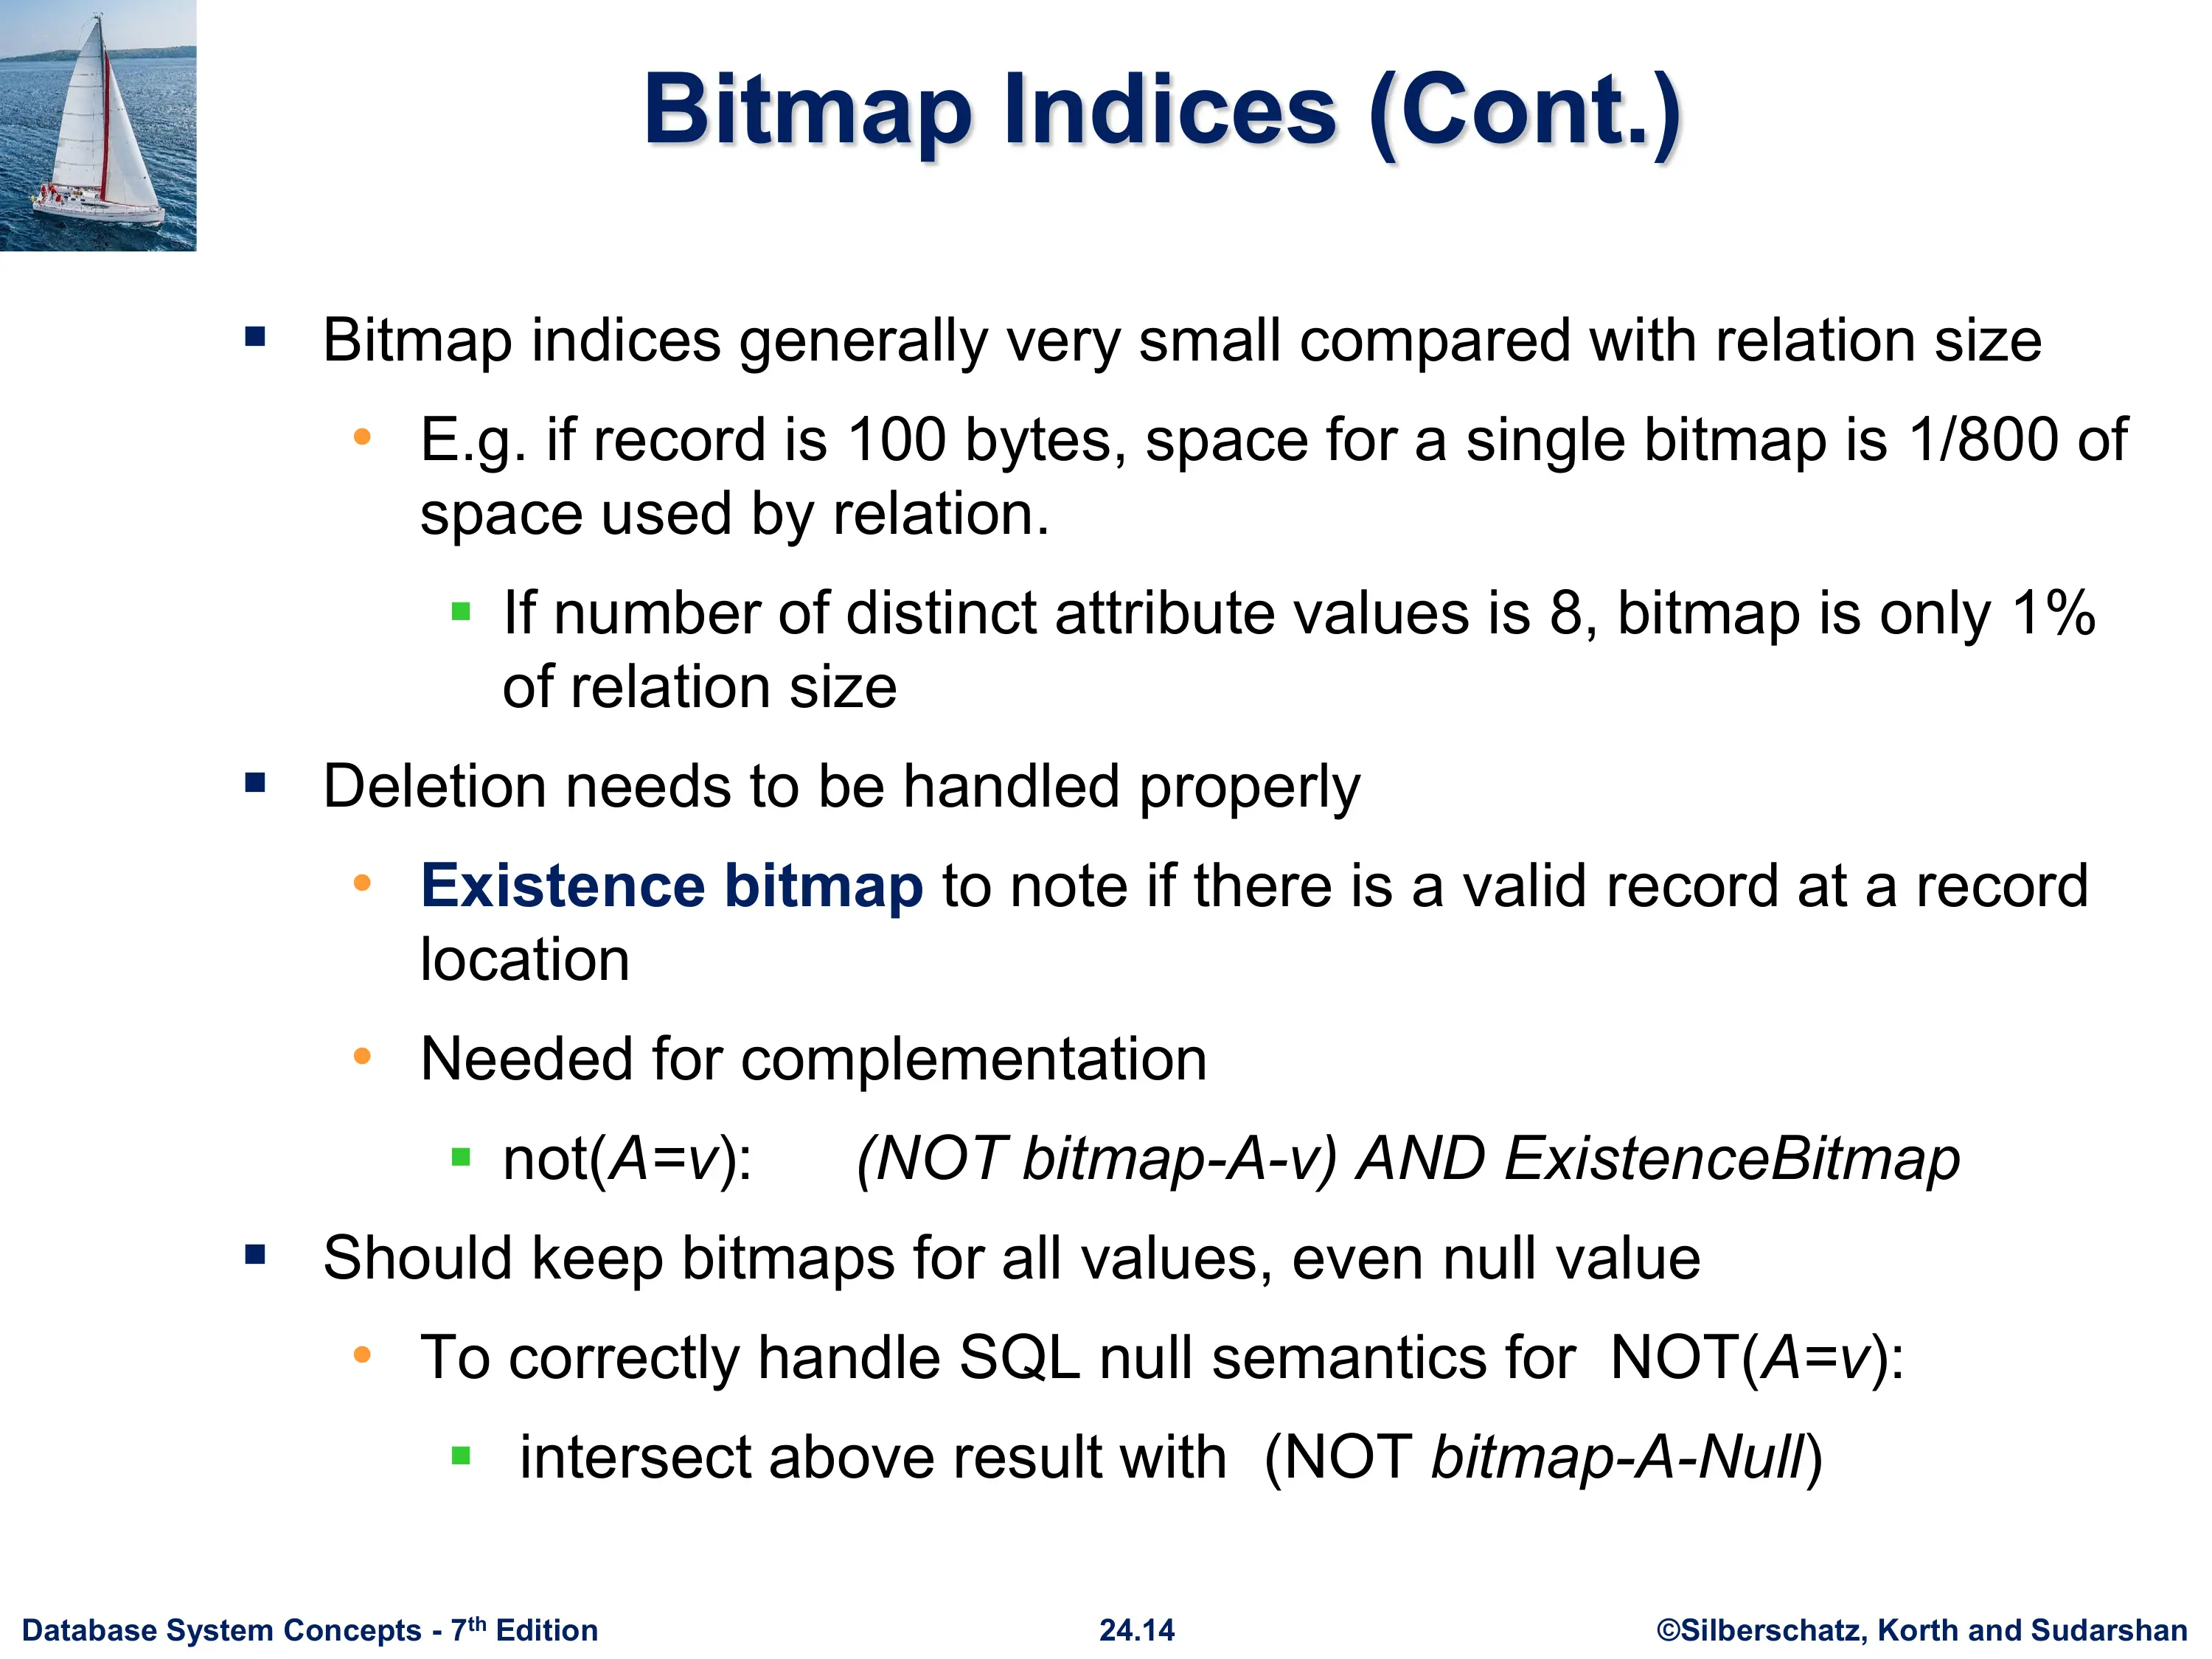 Bitmap Indices (Cont.)
▪ Bitmap indices generally very small compared with relation size
• E.g. if record is 100 bytes, space for a single bitmap is 1/800 of
space used by relation.
▪ If number of distinct attribute values is 8, bitmap is only 1%
of relation size
▪ Deletion needs to be handled properly
• Existence bitmap to note if there is a valid record at a record
location
• Needed for complementation
▪ not(A=v): (NOT bitmap-A-v) AND ExistenceBitmap
▪ Should keep bitmaps for all values, even null value
• To correctly handle SQL null semantics for NOT(A=v):
▪ intersect above result with (NOT bitmap-A-Null)
Database System Concepts - 7th Edition 24.14 ©Silberschatz, Korth and Sudarshan